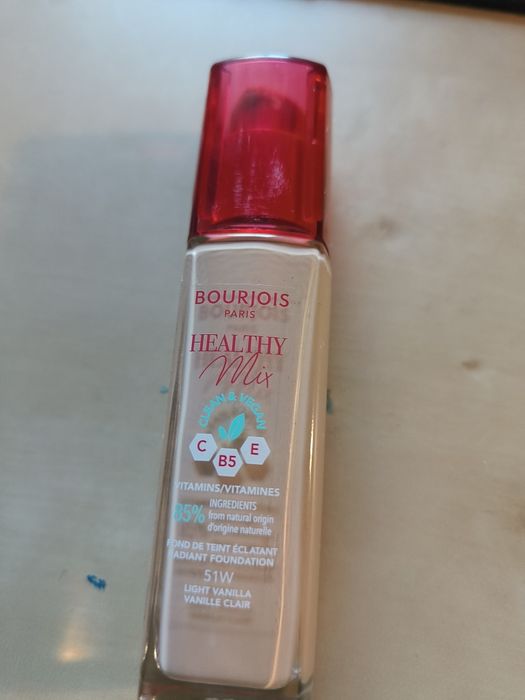 BOURJOIS
PARIS
HEALTHY
Mix
CLEAN & VEGAN
C
B5
E
VITAMINS/VITAMINES
85%
INGREDIENTS
from natural origin
d'origine naturelle
FOND DE TEINT ÉCLATANT
RADIANT FOUNDATION
51W
LIGHT VANILLA
VANILLE CLAIR